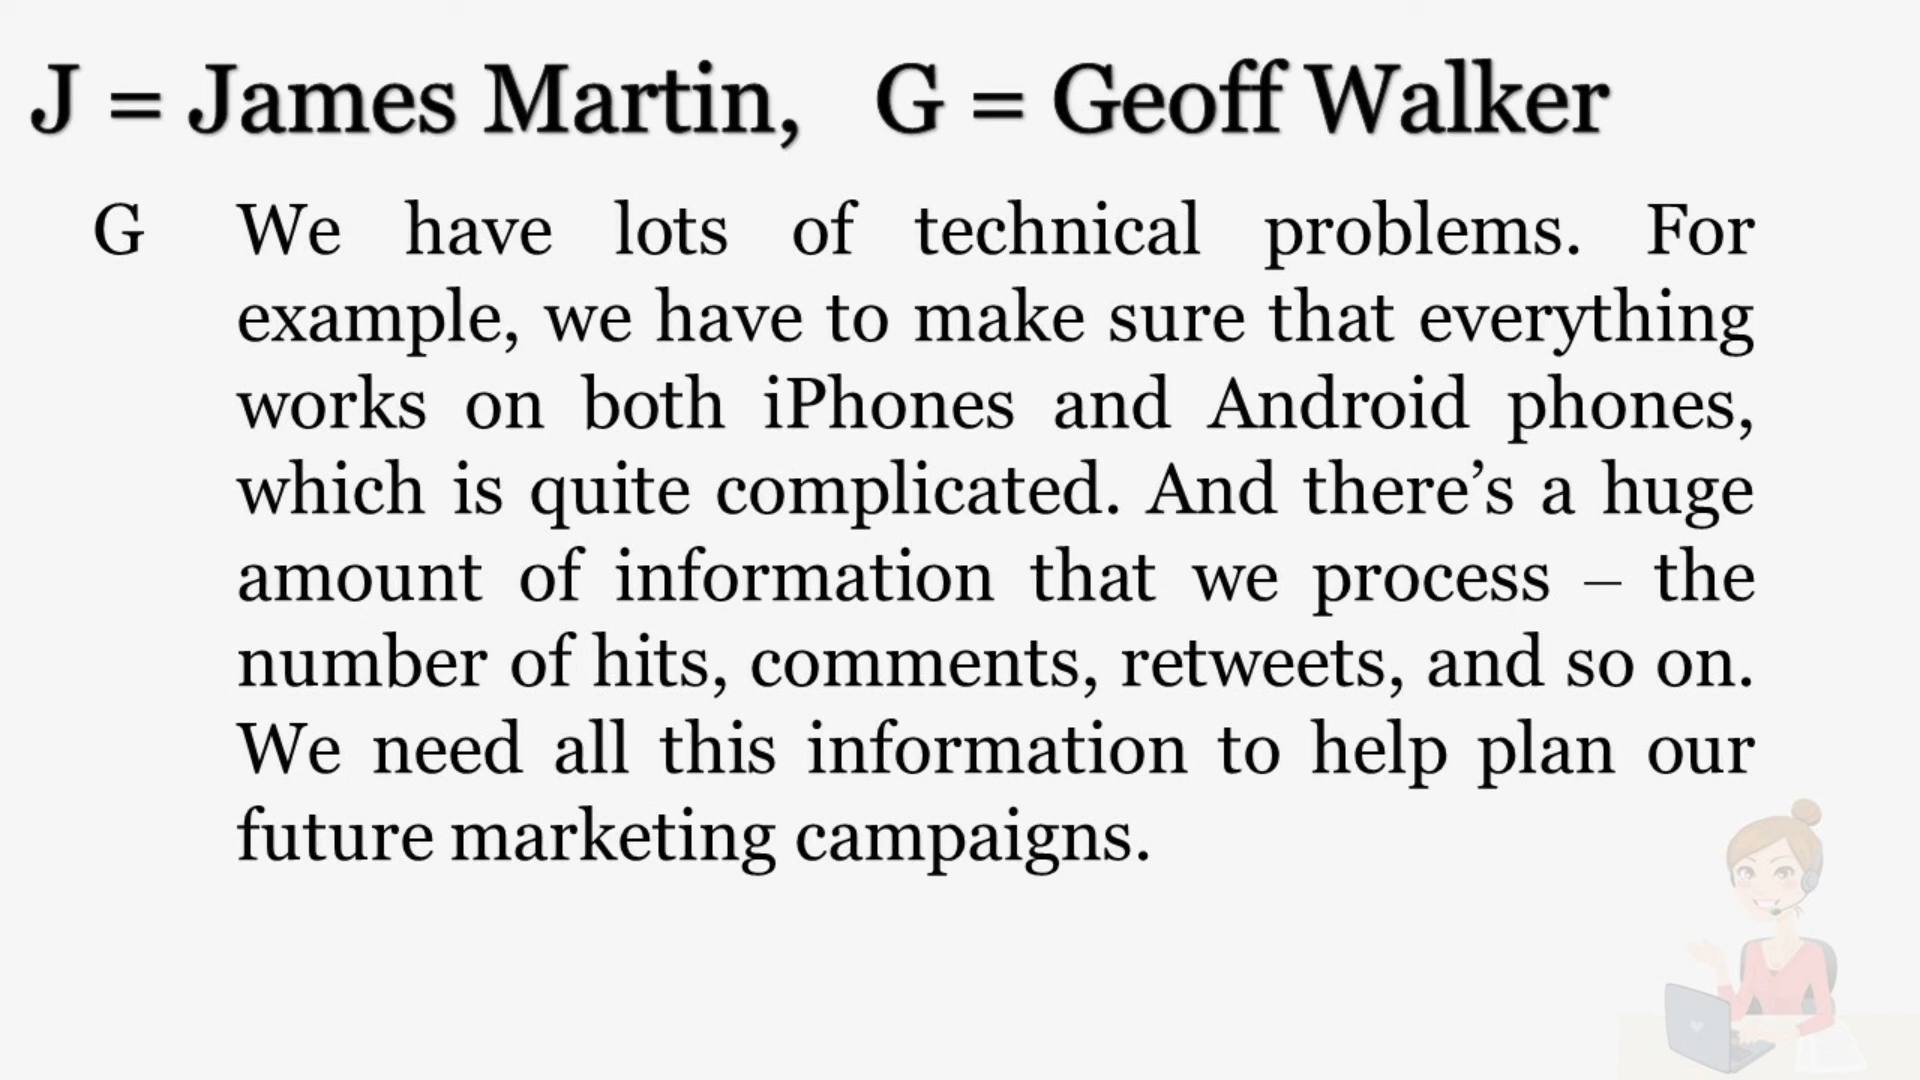 J = James Martin, G = Geoff Walker
G We have lots of technical problems. For
example, we have to make sure that everything
works on both iPhones and Android phones,
which is quite complicated. And there’s a huge
amount of information that we process – the
number of hits, comments, retweets, and so on.
We need all this information to help plan our
future marketing campaigns.